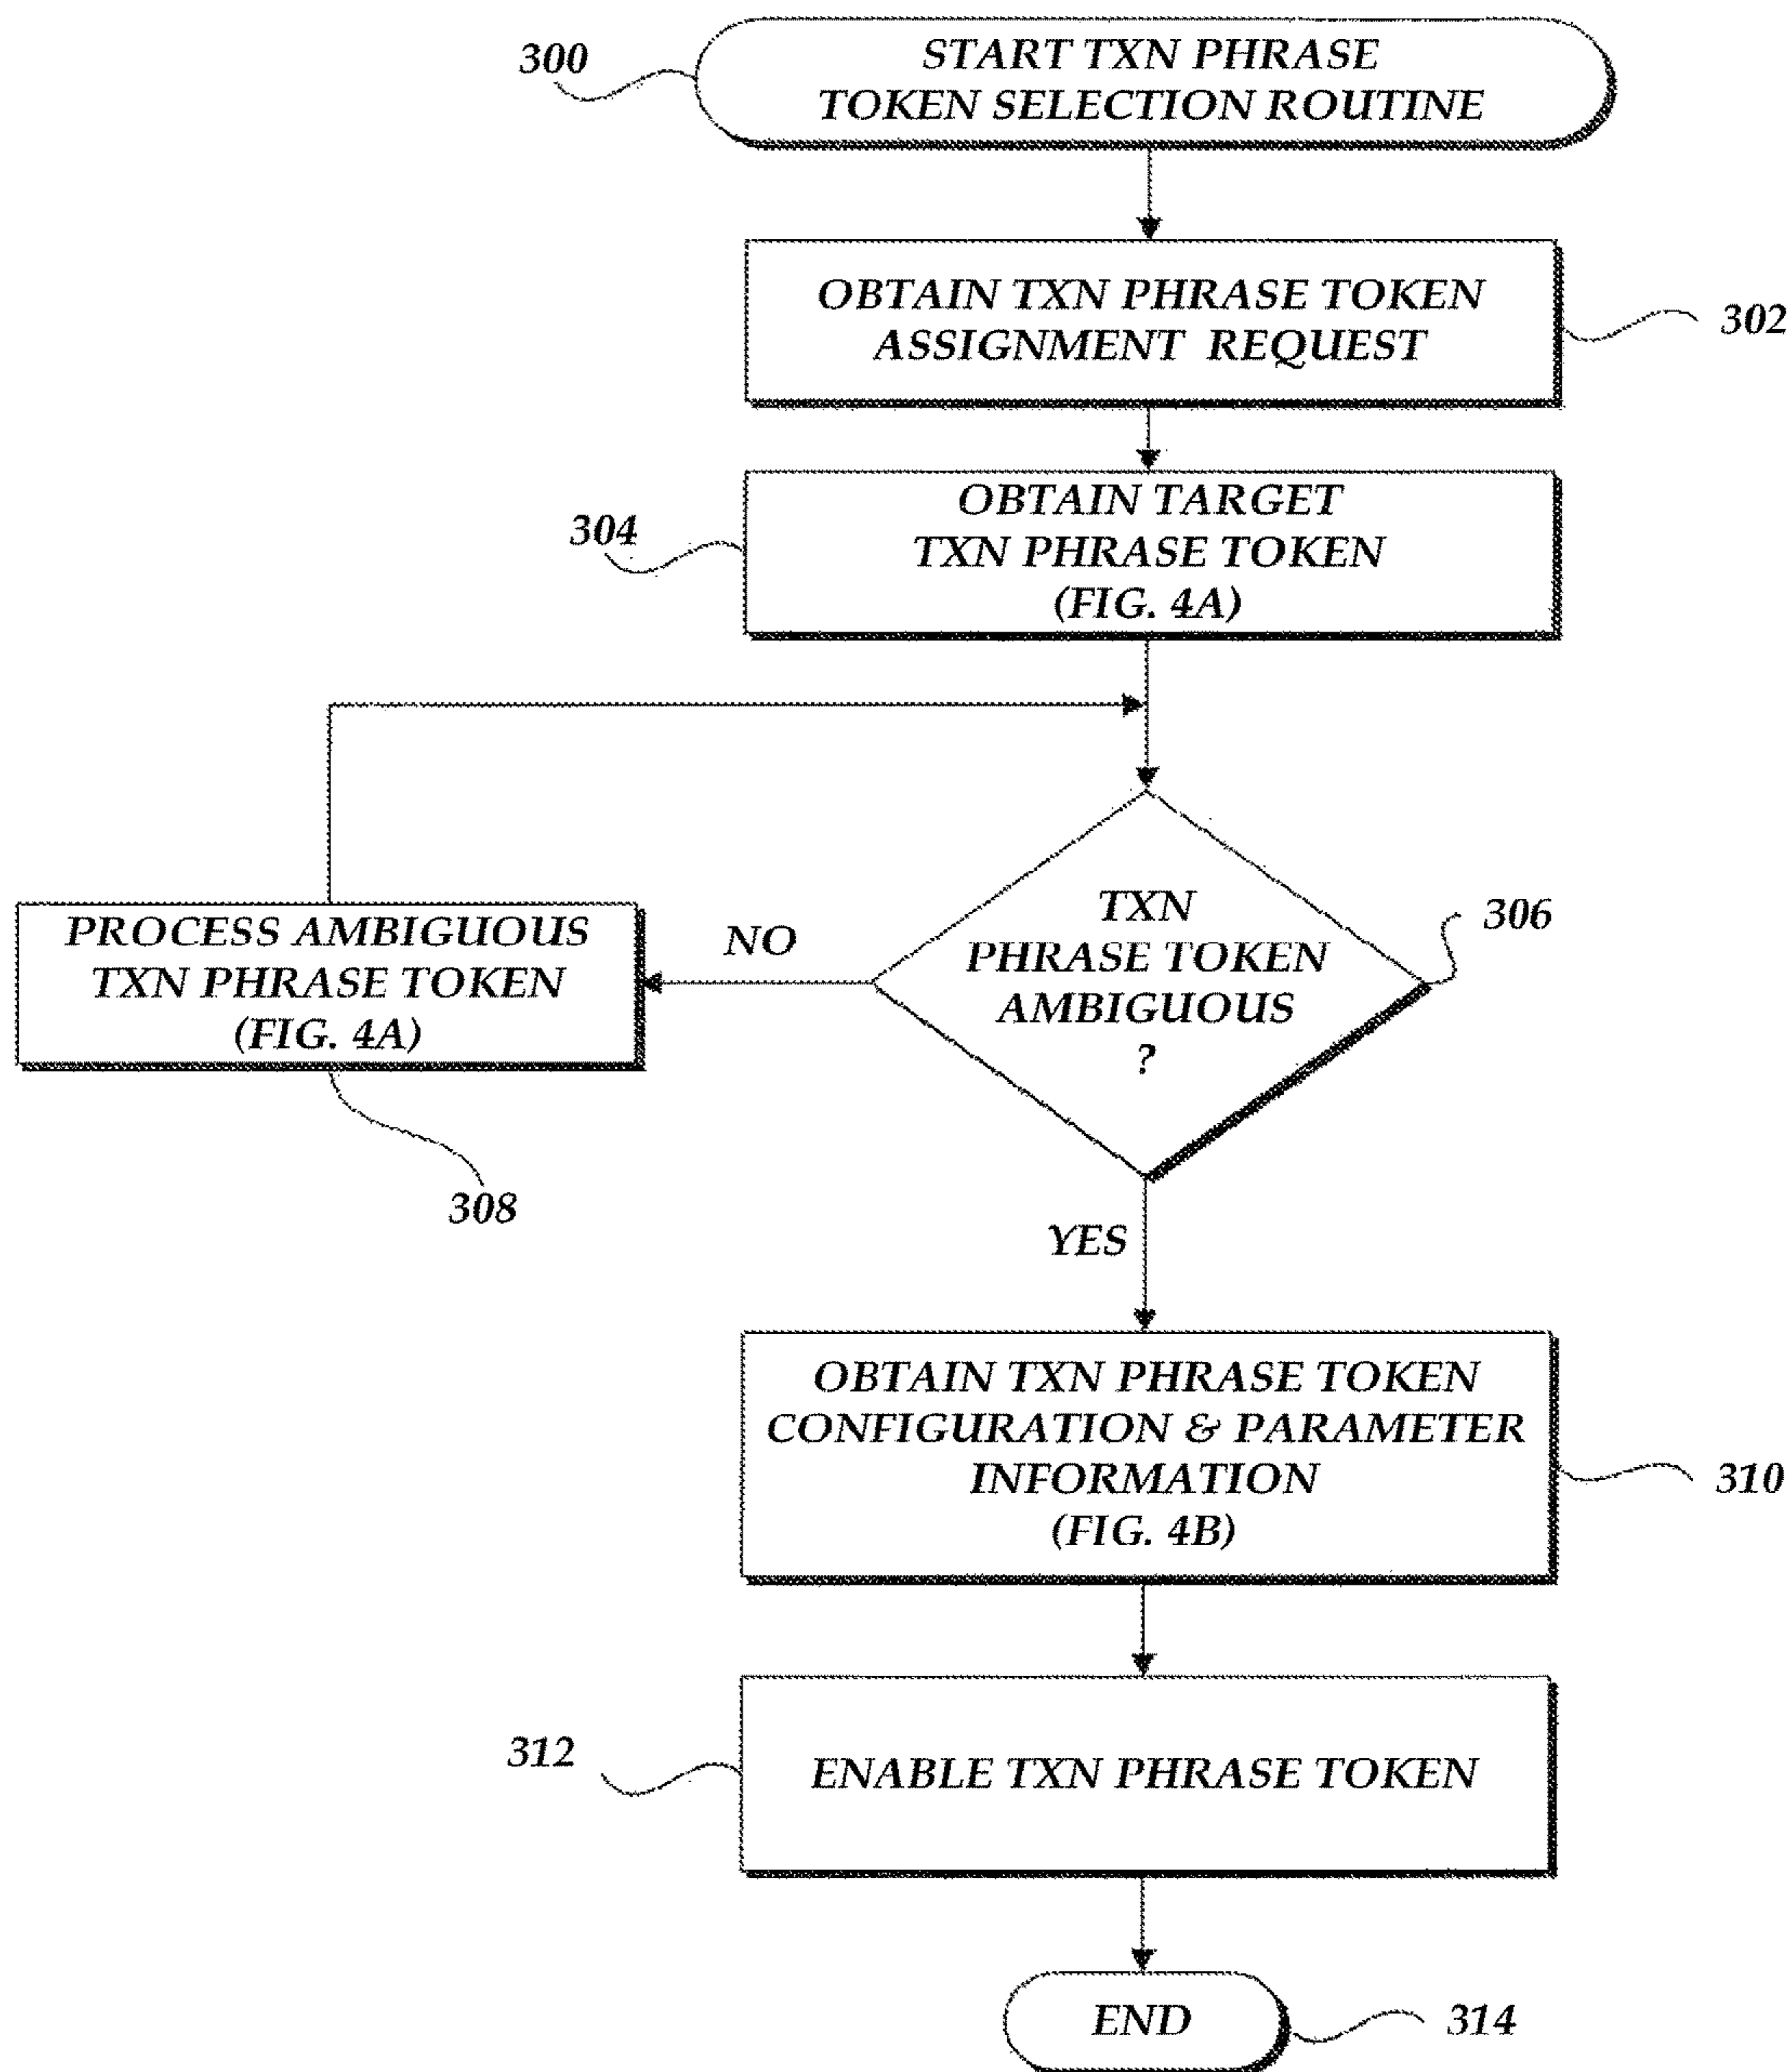 300
START TXN PHRASE
TOKEN SELECTION ROUTINE
OBTAIN TXN PHRASE TOKEN
ASSIGNMENT REQUEST
302
304
OBTAIN TARGET
TXN PHRASE TOKEN
(FIG. 4A)
TXN
PHRASE TOKEN
AMBIGUOUS
?
306
NO
PROCESS AMBIGUOUS
TXN PHRASE TOKEN
(FIG. 4A)
308
YES
OBTAIN TXN PHRASE TOKEN
CONFIGURATION & PARAMETER
INFORMATION
(FIG. 4B)
310
312
ENABLE TXN PHRASE TOKEN
END
314